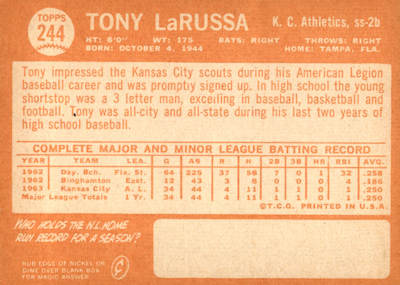 TOPPS
244
TONY LaRUSSA
K. C. Athletics, ss-2b
HT: 6'0" WT: 175 BATS: RIGHT THROWS: RIGHT
BORN: OCTOBER 4, 1944 HOME: TAMPA, FLA.
Tony impressed the Kansas City scouts during his American Legion
baseball career and was promptly signed up. In high school the young
shortstop was a 3 letter man, exceiling in baseball, basketball and
football. Tony was all-city and all-state during his last two years of
high school baseball.
COMPLETE MAJOR AND MINOR LEAGUE BATTING RECORD
YEAR TEAM LEA. G AB R H 2B 3B HR RBI AVG.
1962 Day. Bch. Fla. St. 64 225 37 58 7 0 1 32 .258
1962 Binghamton East. 12 43 3 8 0 0 0 4 .186
1963 Kansas City A. L. 34 44 4 11 1 1 0 1 .250
Major League Totals 1 Yr. 34 44 4 11 1 1 0 1 .250
© T.C.G. PRINTED IN U.S.A.
WHO HOLDS THE N.L. HOME
RUN RECORD FOR A SEASON?
RUB EDGE OF NICKEL OR
DIME OVER BLANK BOX
FOR MAGIC ANSWER